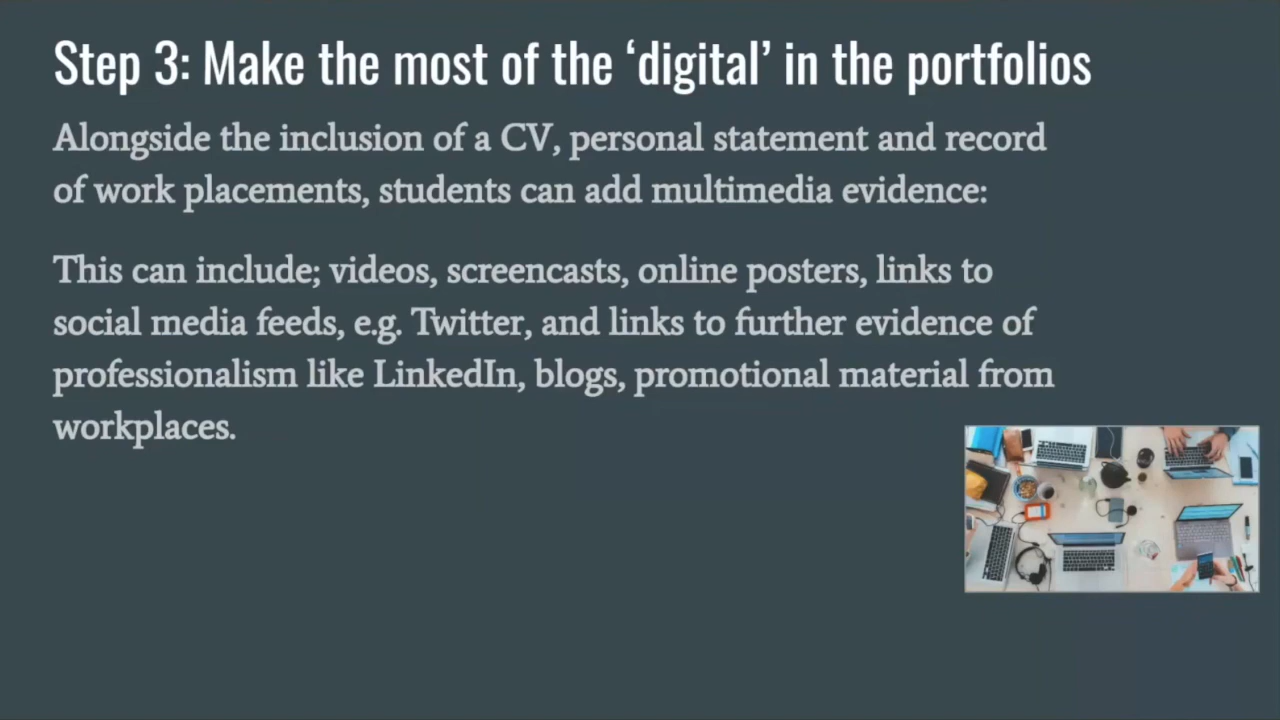 Step 3: Make the most of the ‘digital’ in the portfolios
Alongside the inclusion of a CV, personal statement and record
of work placements, students can add multimedia evidence:
This can include; videos, screencasts, online posters, links to
social media feeds, e.g. Twitter, and links to further evidence of
professionalism like LinkedIn, blogs, promotional material from
workplaces.